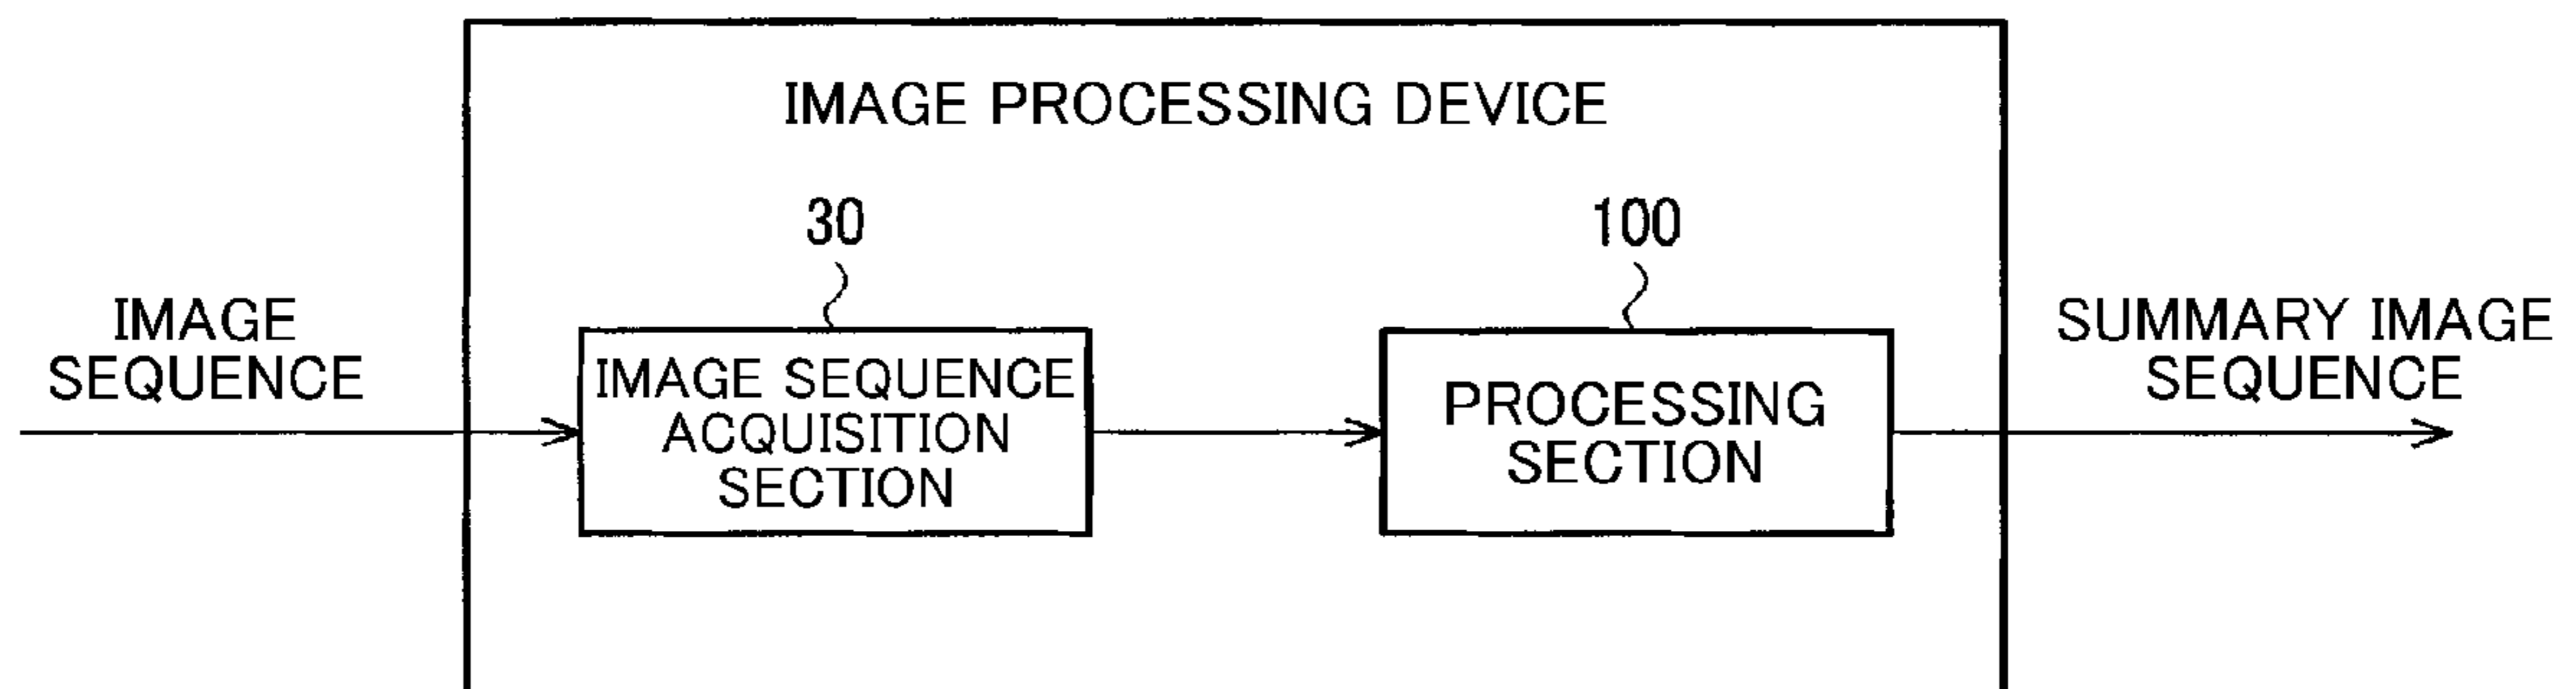 IMAGE PROCESSING DEVICE
30
100
IMAGE
SEQUENCE
IMAGE SEQUENCE
ACQUISITION
SECTION
PROCESSING
SECTION
SUMMARY IMAGE
SEQUENCE